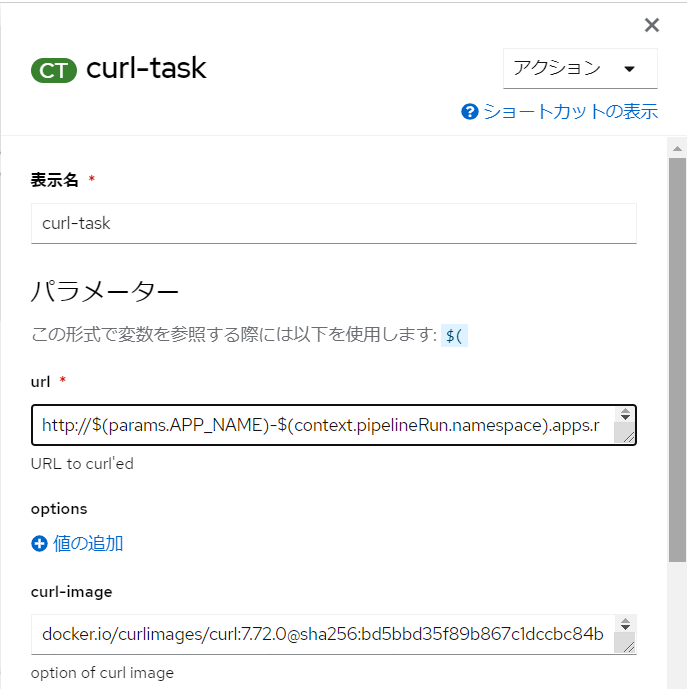 CT curl-task
アクション
ショートカットの表示
表示名 *
curl-task
パラメーター
この形式で変数を参照する際には以下を使用します: $(
url *
http://$(params.APP_NAME)-$(context.pipelineRun.namespace).apps.r
URL to curl'ed
options
値の追加
curl-image
docker.io/curlimages/curl:7.72.0@sha256:bd5bbd35f89b867c1dccbc84b
option of curl image